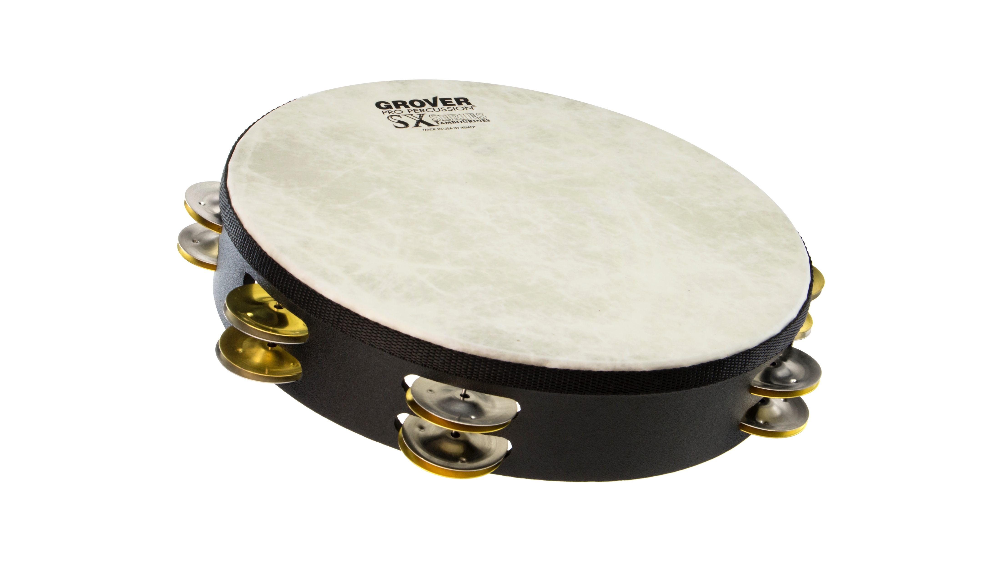 GROVER
PRO PERCUSSION®
SX SERIES
TAMBOURINES
MADE IN USA BY REMO®